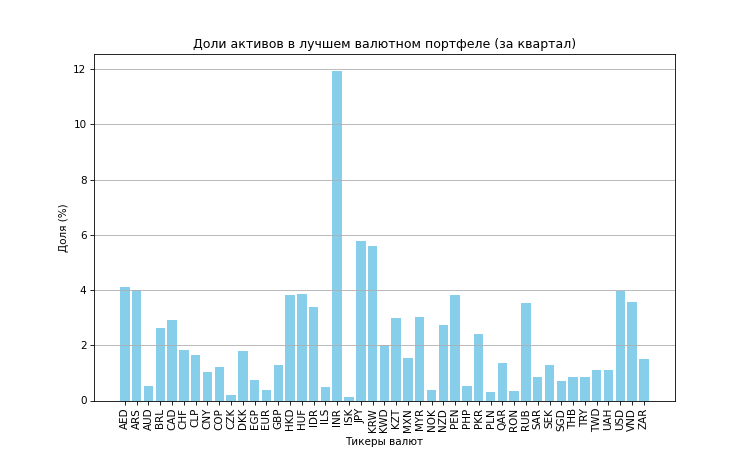 Доли активов в лучшем валютном портфеле (за квартал)
Доля (%)
12
10
8
6
4
2
0
AED ARS AUD BRL CAD CHF CLP CNY COP CZK DKK EGP EUR GBP HKD HUF IDR ILS INR ISK JPY KRW KWD KZT MXN MYR NOK NZD PEN PHP PKR PLN QAR RON RUB SAR SEK SGD THB TRY TWD UAH USD VND ZAR
Тикеры валют